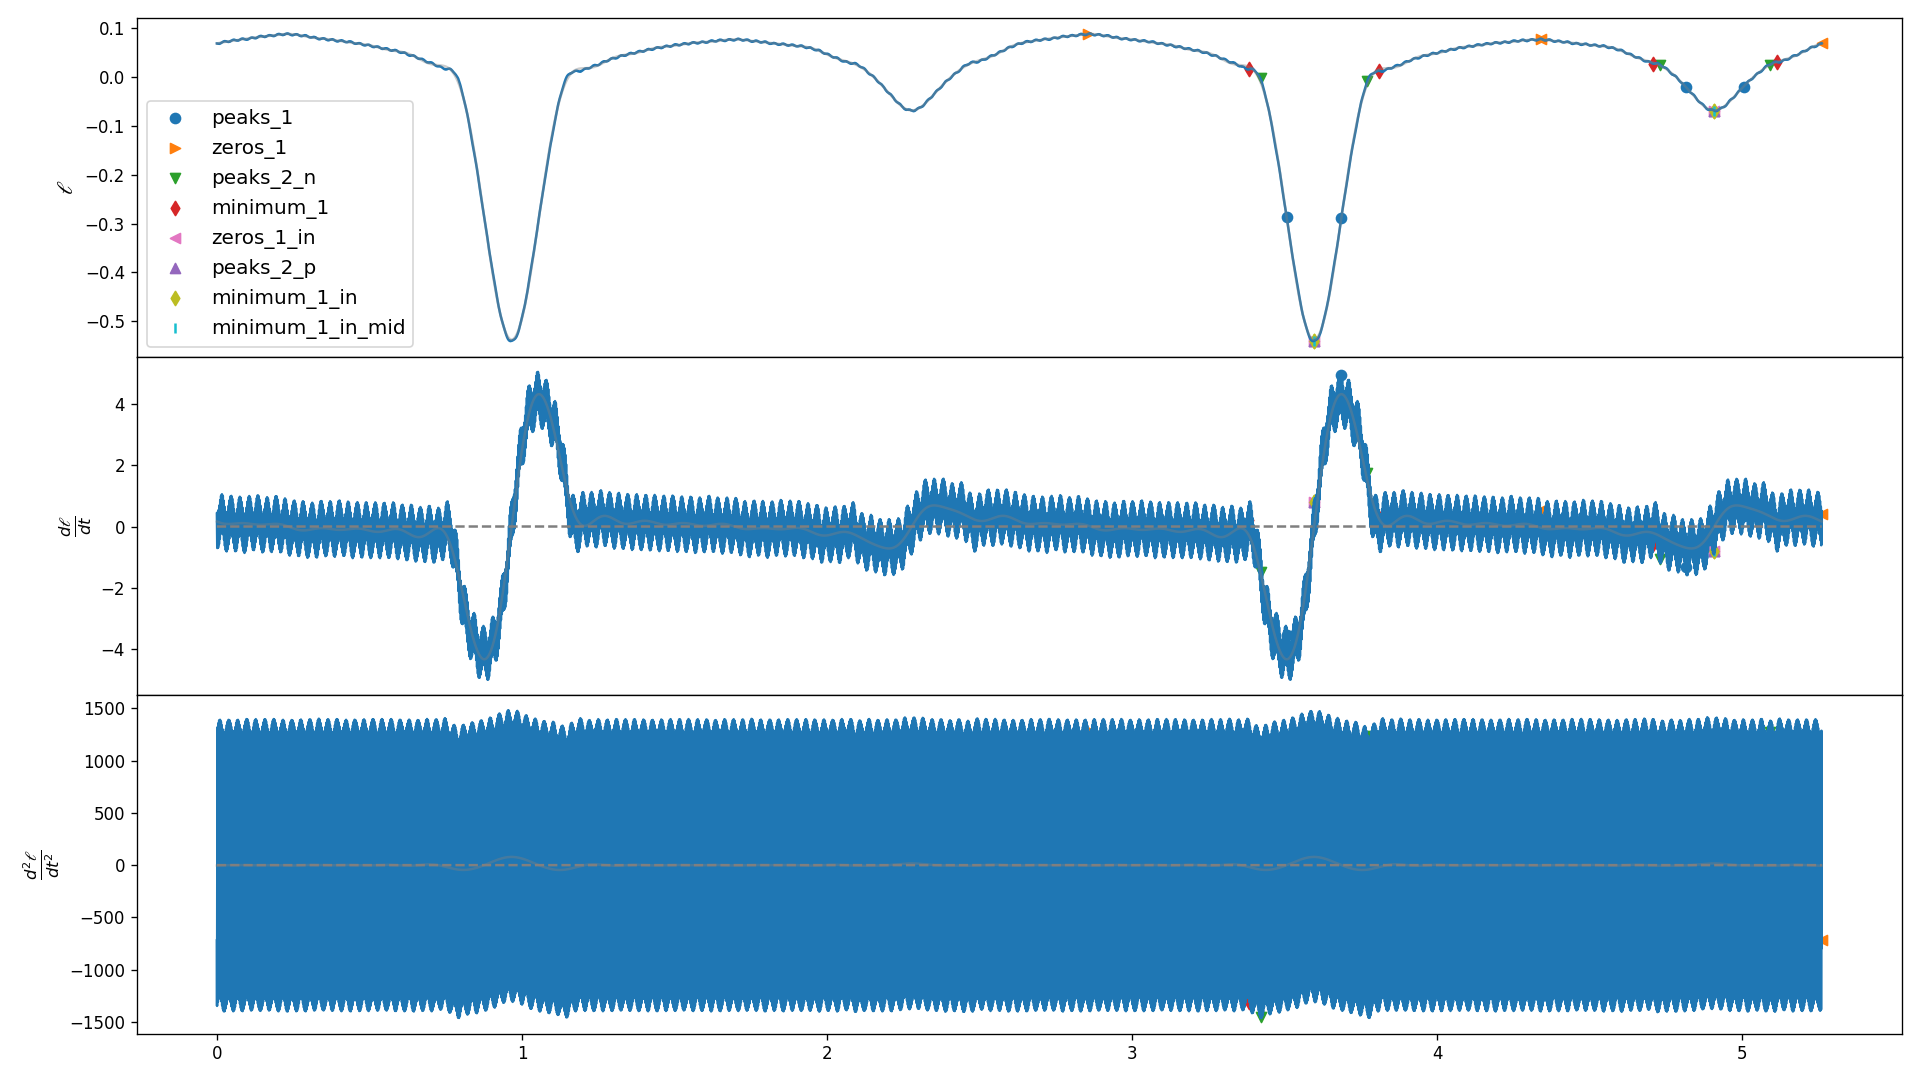 0.1
0.0
−0.1
−0.2
−0.3
−0.4
−0.5
ℓ
peaks_1
zeros_1
peaks_2_n
minimum_1
zeros_1_in
peaks_2_p
minimum_1_in
minimum_1_in_mid
4
2
0
−2
−4
dℓ
dt
1500
1000
500
0
−500
−1000
−1500
d²ℓ
dt²
0 1 2 3 4 5